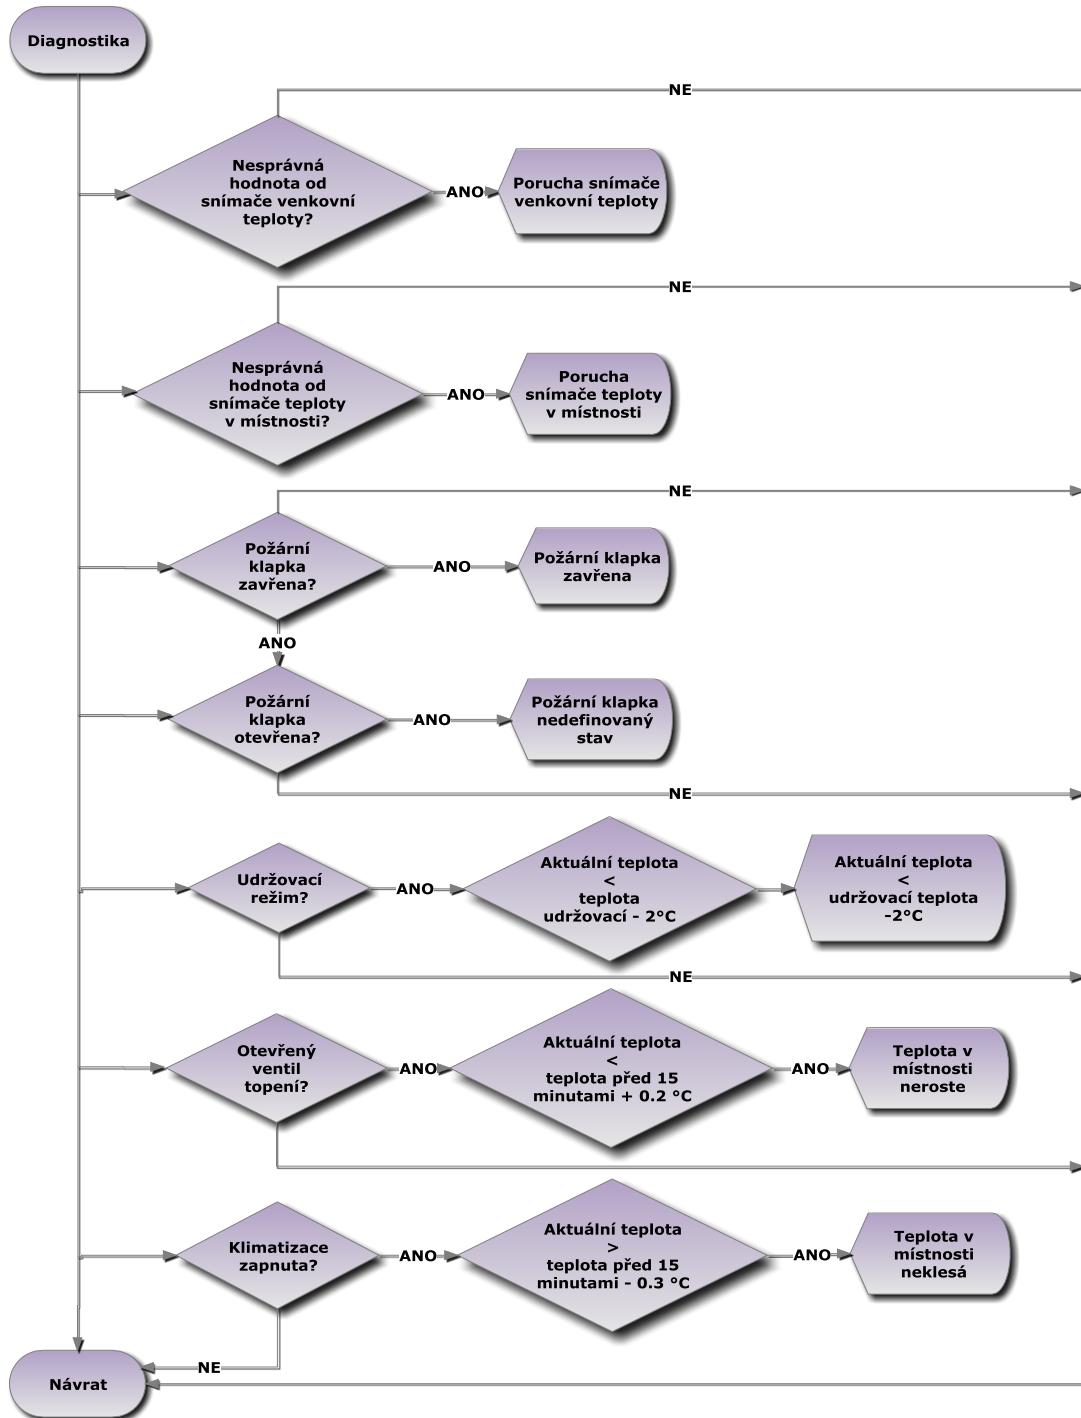 Diagnostika
NE
Nesprávná
hodnota od
snímače venkovní
teploty?
ANO
Porucha snímače
venkovní teploty
NE
Nesprávná
hodnota od
snímače teploty
v místnosti?
ANO
Porucha
snímače teploty
v místnosti
NE
Požární
klapka
zavřena?
ANO
Požární klapka
zavřena
ANO
Požární
klapka
otevřena?
ANO
Požární klapka
nedefinovaný
stav
NE
Udržovací
režim?
ANO
Aktuální teplota
<
teplota
udržovací - 2°C
Aktuální teplota
<
udržovací teplota
-2°C
NE
Otevřený
ventil
topení?
ANO
Aktuální teplota
<
teplota před 15
minutami + 0.2 °C
ANO
Teplota v
místnosti
neroste
Klimatizace
zapnuta?
ANO
Aktuální teplota
>
teplota před 15
minutami - 0.3 °C
ANO
Teplota v
místnosti
neklesá
NE
Návrat